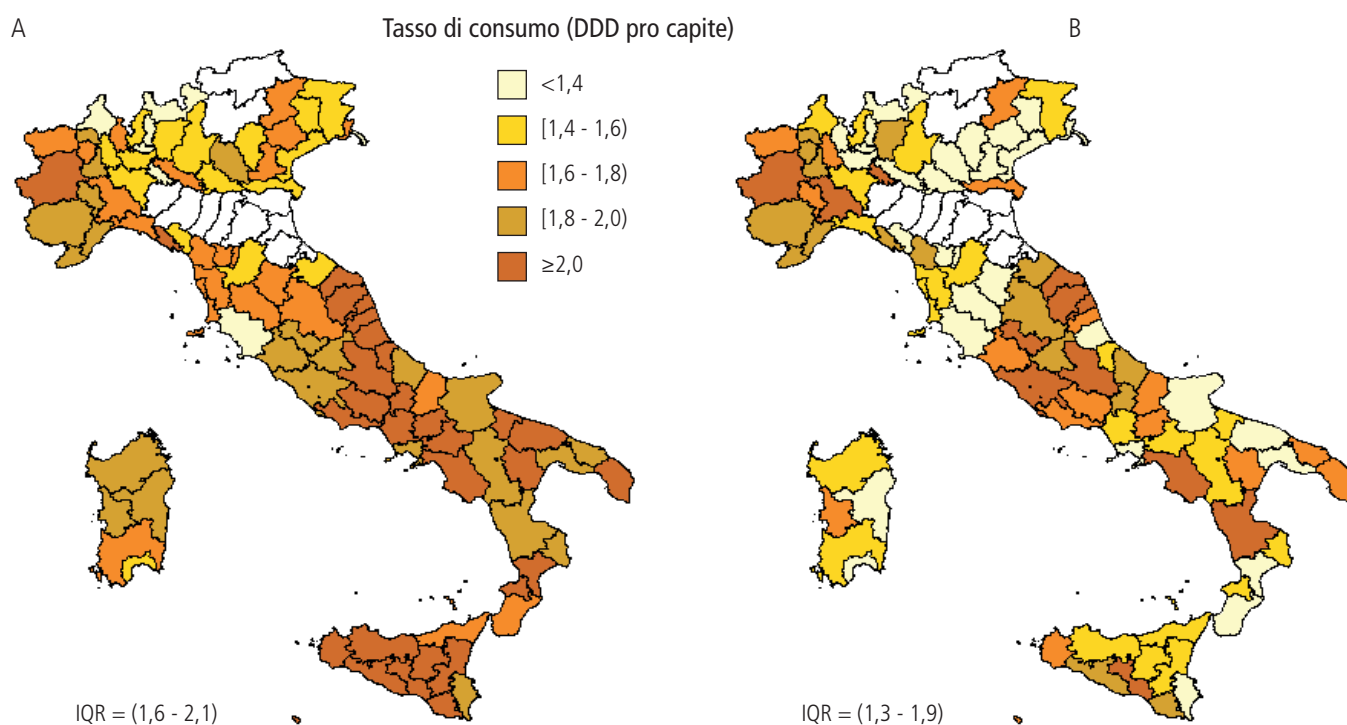 A
Tasso di consumo (DDD pro capite)
B
<1,4
[1,4 - 1,6)
[1,6 - 1,8)
[1,8 - 2,0)
≥2,0
IQR = (1,6 - 2,1)
IQR = (1,3 - 1,9)